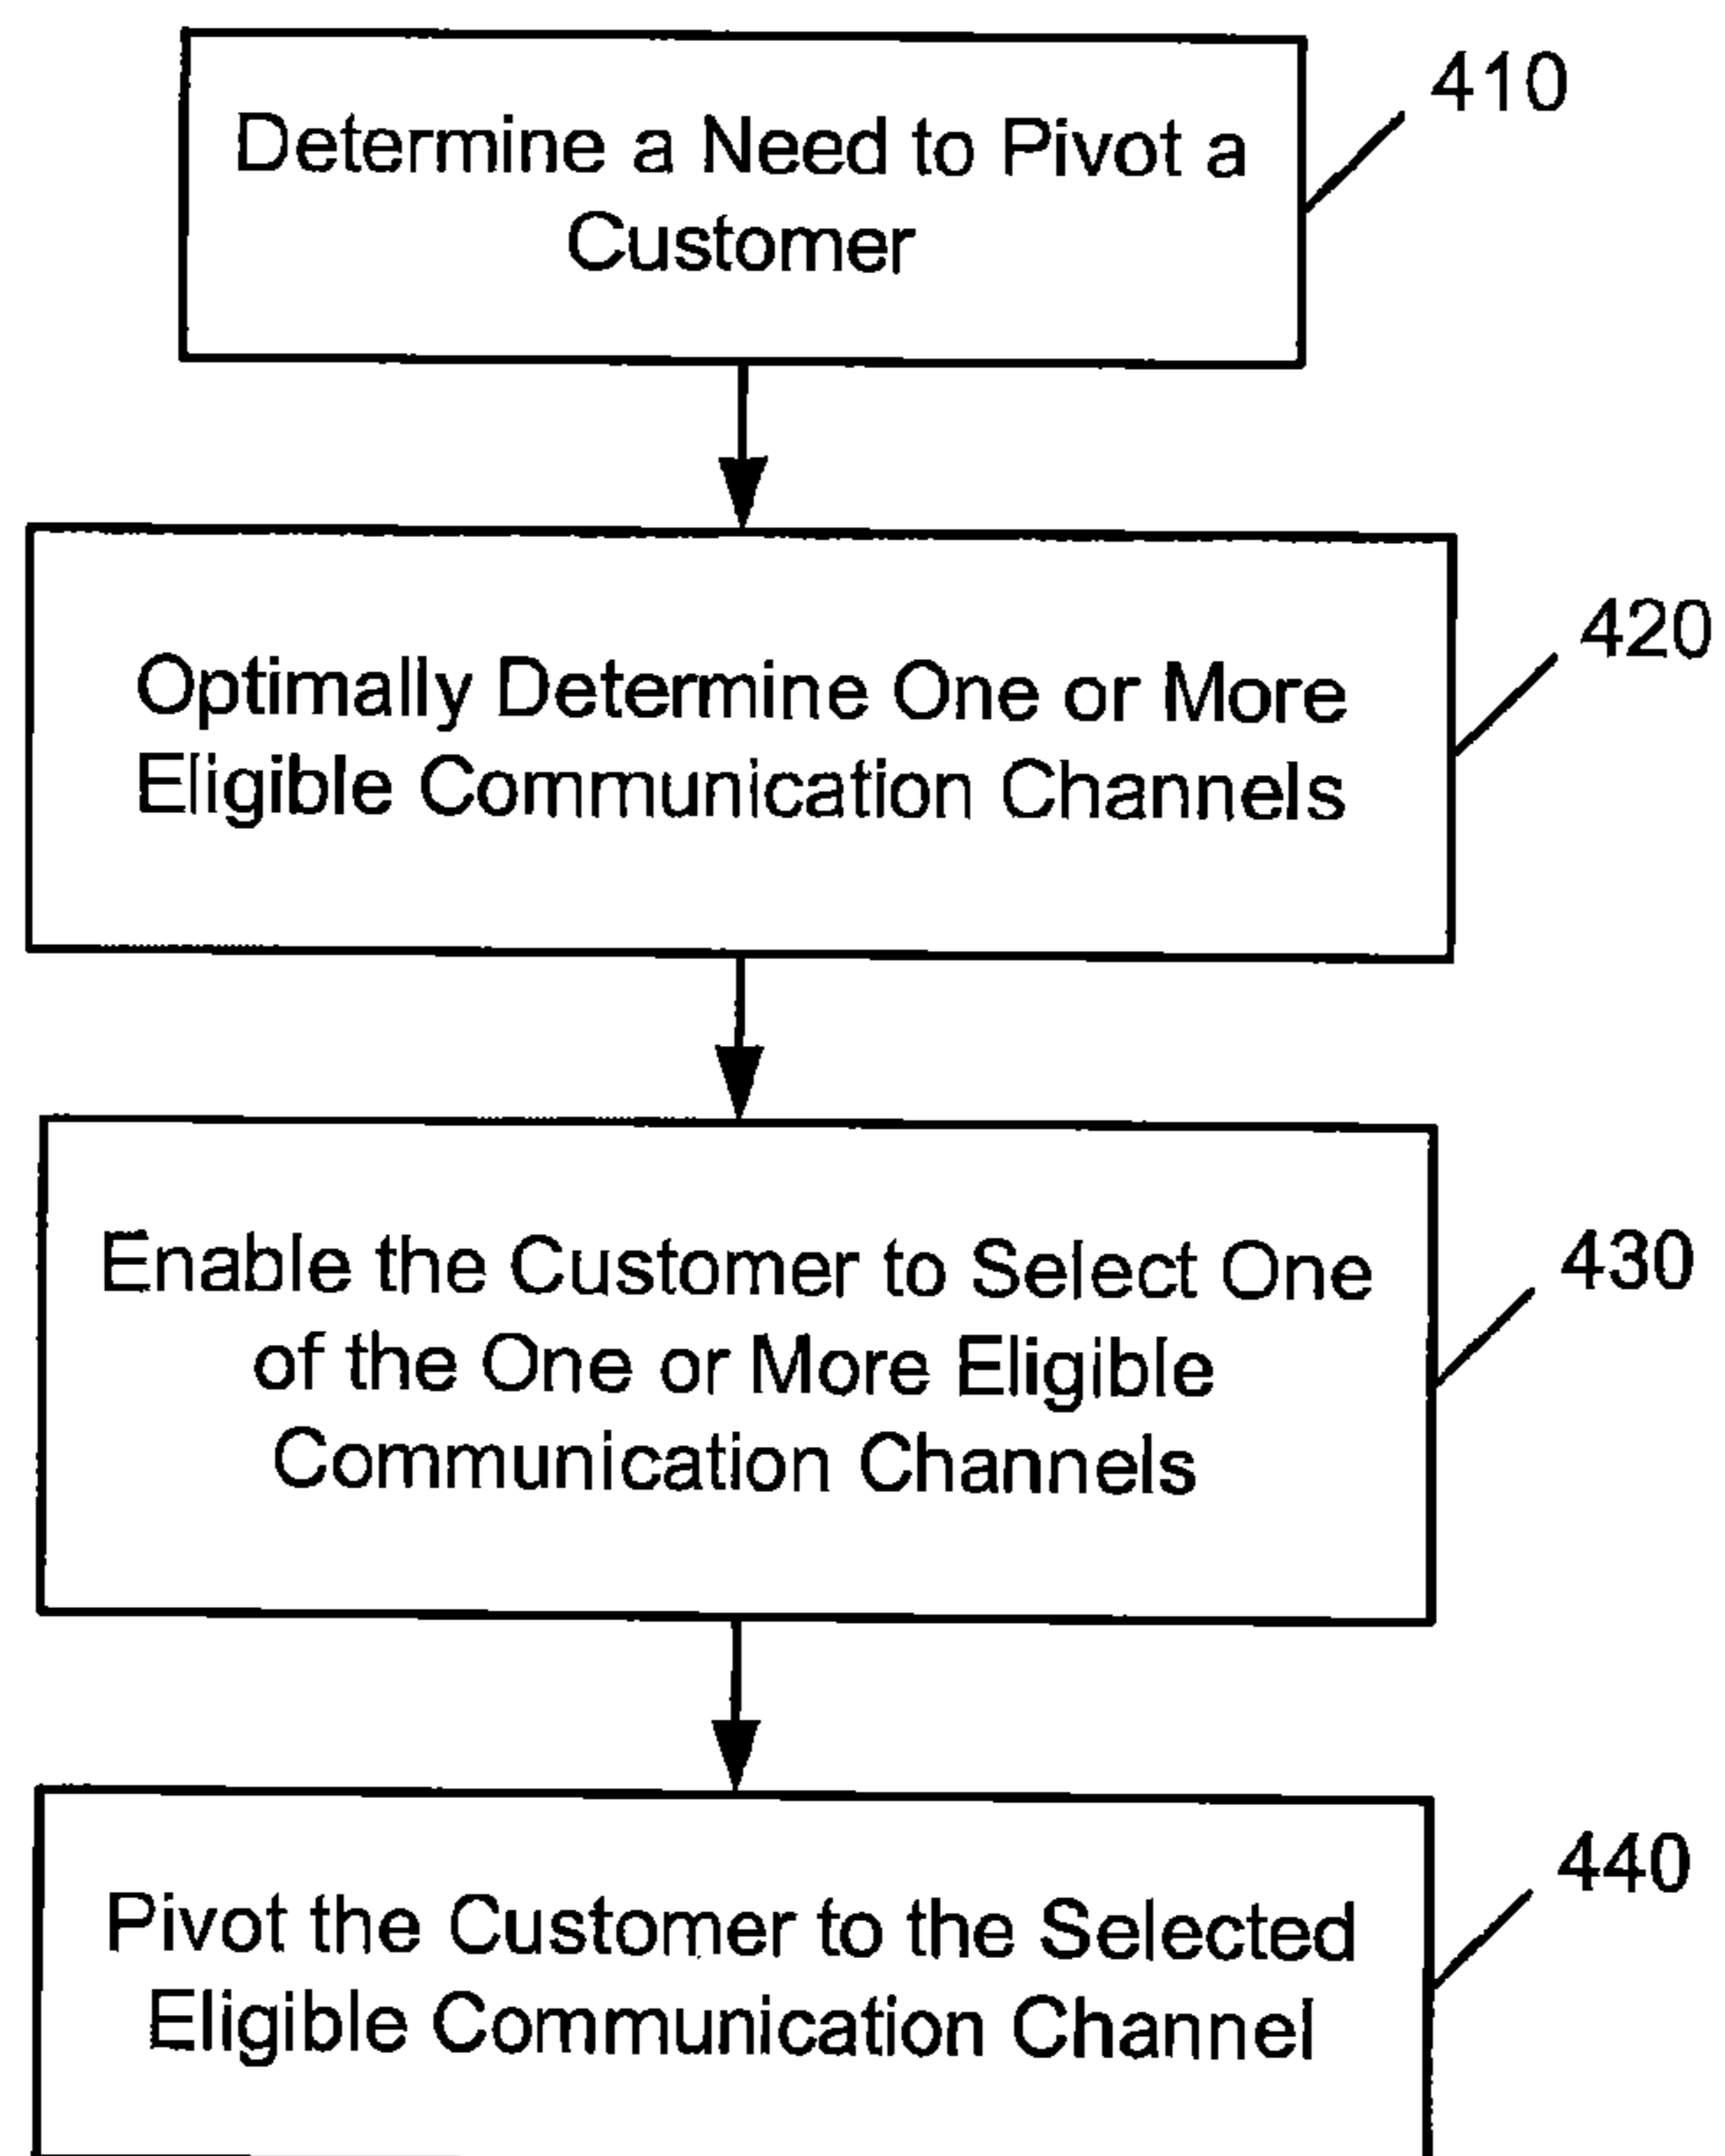 Determine a Need to Pivot a
Customer
410
Optimally Determine One or More
Eligible Communication Channels
420
Enable the Customer to Select One
of the One or More Eligible
Communication Channels
430
Pivot the Customer to the Selected
Eligible Communication Channel
440